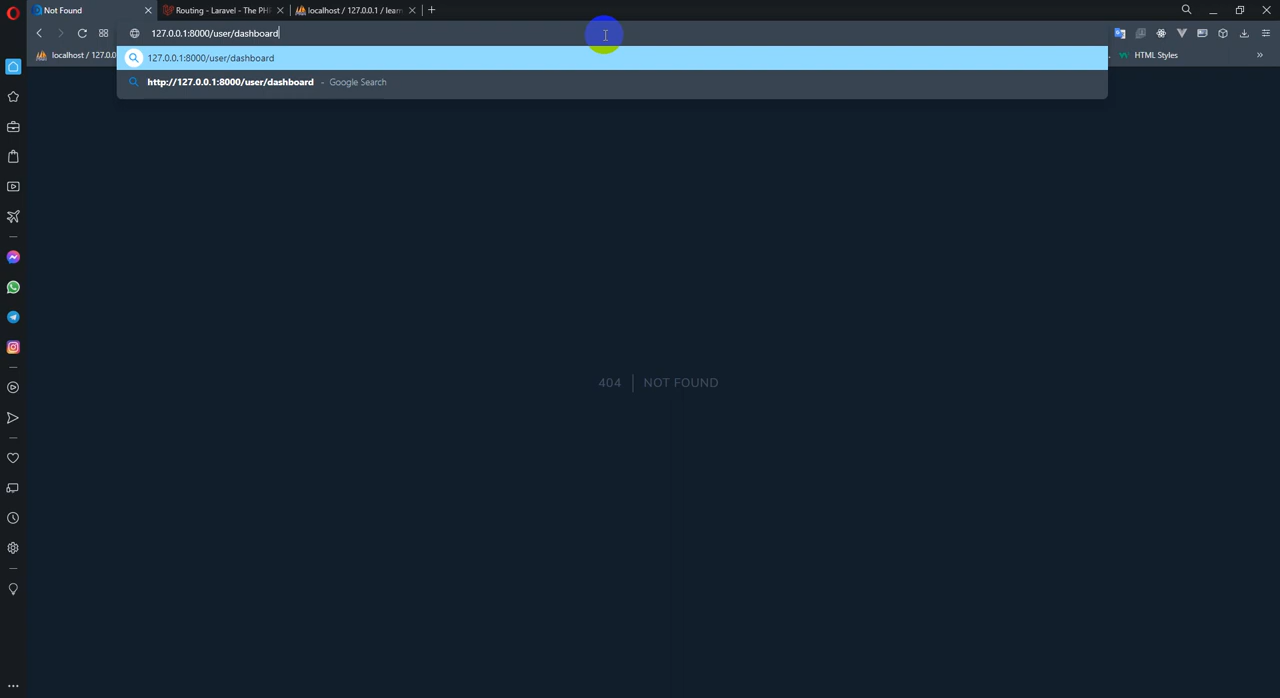 Not Found
Routing - Laravel - The PH
localhost / 127.0.0.1 / learn
127.0.0.1:8000/user/dashboard
localhost / 127.0.0
127.0.0.1:8000/user/dashboard
HTML Styles
http://127.0.0.1:8000/user/dashboard - Google Search
404 NOT FOUND